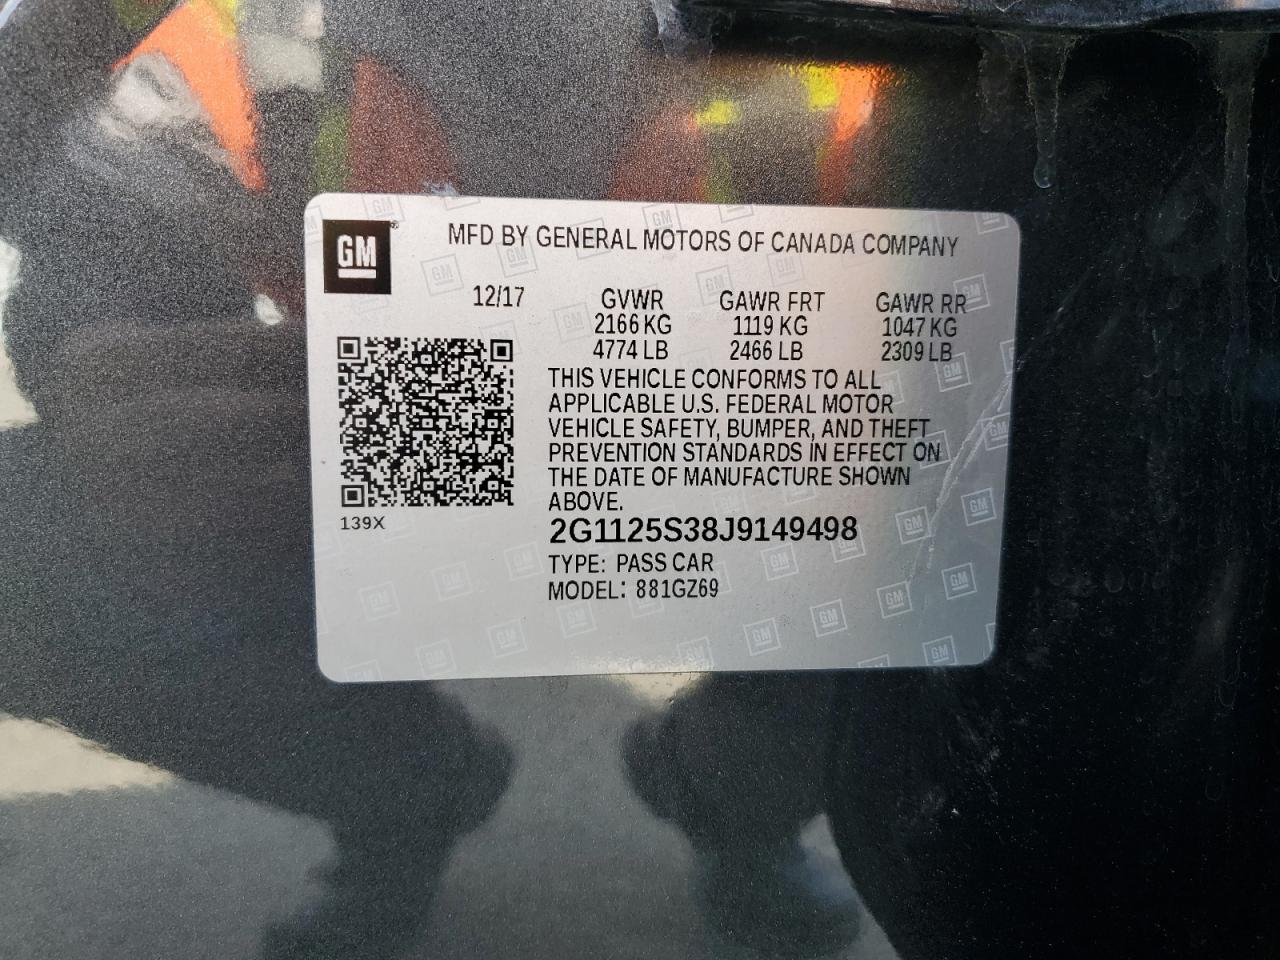 GM
MFD BY GENERAL MOTORS OF CANADA COMPANY
12/17
GVWR GAWR FRT GAWR RR
2166 KG 1119 KG 1047 KG
4774 LB 2466 LB 2309 LB
THIS VEHICLE CONFORMS TO ALL
APPLICABLE U.S. FEDERAL MOTOR
VEHICLE SAFETY, BUMPER, AND THEFT
PREVENTION STANDARDS IN EFFECT ON
THE DATE OF MANUFACTURE SHOWN
ABOVE.
139X
2G1125S38J9149498
TYPE: PASS CAR
MODEL: 881GZ69